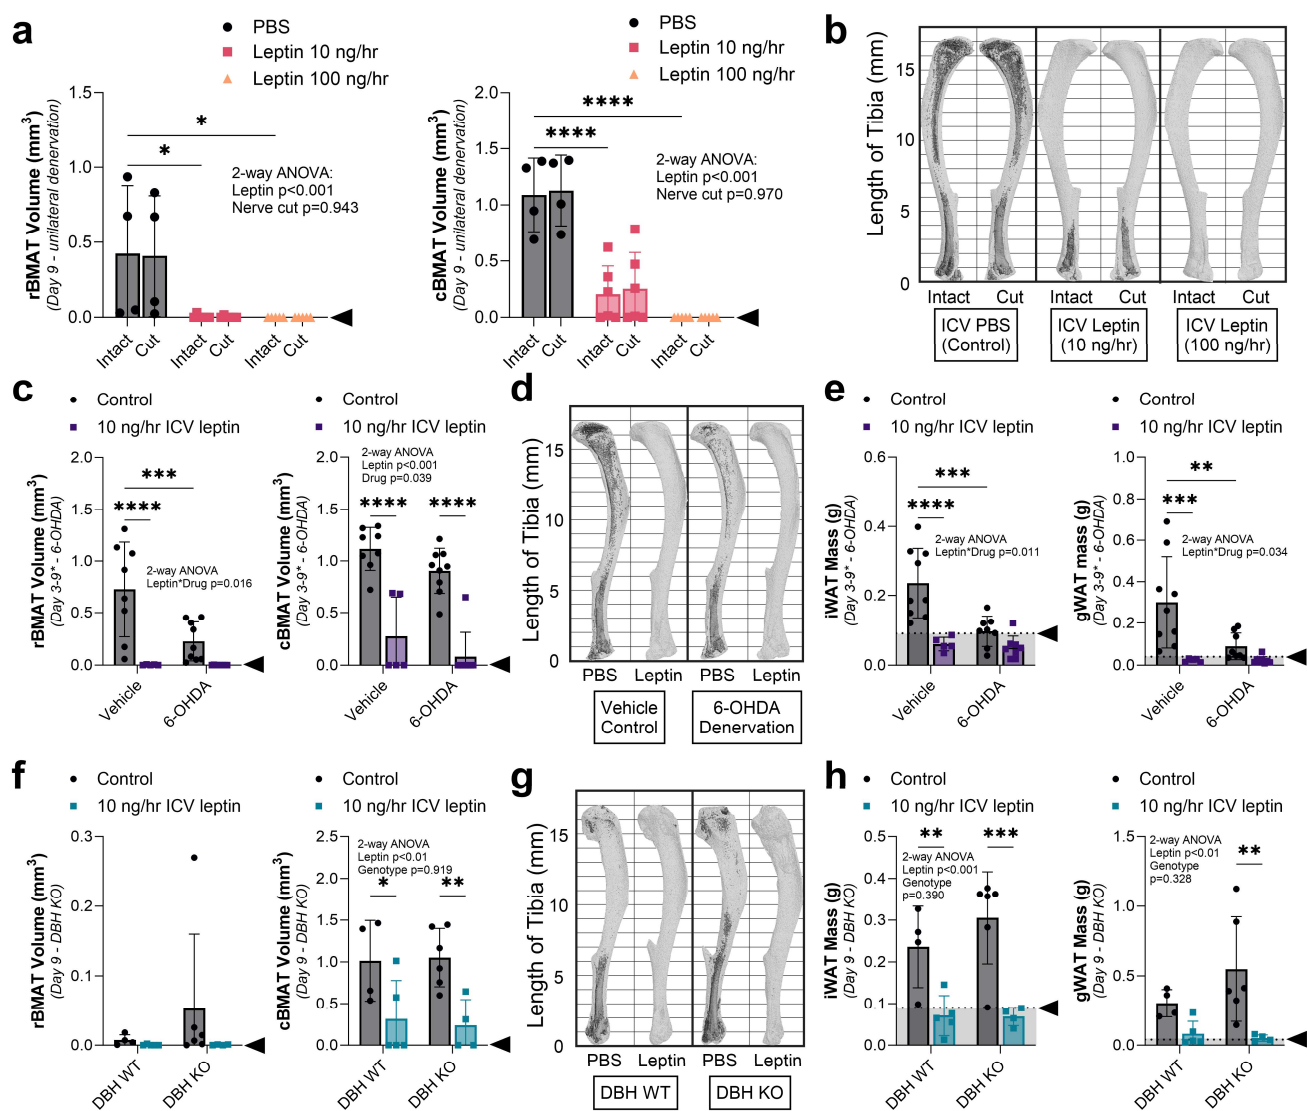 a
PBS
Leptin 10 ng/hr
Leptin 100 ng/hr
rBMAT Volume (mm³)
(Day 9 - unilateral denervation)
1.5
1.0
0.5
0.0
*
*
2-way ANOVA:
Leptin p<0.001
Nerve cut p=0.943
Intact
Cut
Intact
Cut
Intact
Cut
PBS
Leptin 10 ng/hr
Leptin 100 ng/hr
cBMAT Volume (mm³)
(Day 9 - unilateral denervation)
2.0
1.5
1.0
0.5
0.0
****
****
2-way ANOVA:
Leptin p<0.001
Nerve cut p=0.970
Intact
Cut
Intact
Cut
Intact
Cut
b
Length of Tibia (mm)
15
10
5
0
Intact Cut Intact Cut Intact Cut
ICV PBS
(Control)
ICV Leptin
(10 ng/hr)
ICV Leptin
(100 ng/hr)
c
Control
10 ng/hr ICV leptin
rBMAT Volume (mm³)
(Day 3-9* - 6-OHDA)
2.0
1.5
1.0
0.5
0.0
***
****
2-way ANOVA
Leptin*Drug p=0.016
Vehicle
6-OHDA
Control
10 ng/hr ICV leptin
cBMAT Volume (mm³)
(Day 3-9* - 6-OHDA)
2.0
1.5
1.0
0.5
0.0
2-way ANOVA
Leptin p<0.001
Drug p=0.039
**** ****
Vehicle
6-OHDA
d
Length of Tibia (mm)
15
10
5
0
PBS Leptin PBS Leptin
Vehicle
Control
6-OHDA
Denervation
e
Control
10 ng/hr ICV leptin
iWAT Mass (g)
(Day 3-9* - 6-OHDA)
0.6
0.4
0.2
0.0
***
****
2-way ANOVA
Leptin*Drug p=0.011
Vehicle
6-OHDA
Control
10 ng/hr ICV leptin
gWAT mass (g)
(Day 3-9* - 6-OHDA)
1.0
0.8
0.6
0.4
0.2
0.0
**
***
2-way ANOVA
Leptin*Drug p=0.034
Vehicle
6-OHDA
f
Control
10 ng/hr ICV leptin
rBMAT Volume (mm³)
(Day 9 - DBH KO)
0.3
0.2
0.1
0.0
DBH WT
DBH KO
Control
10 ng/hr ICV leptin
cBMAT Volume (mm³)
(Day 9 - DBH KO)
2.5
2.0
1.5
1.0
0.5
0.0
2-way ANOVA
Leptin p<0.01
Genotype p=0.919
* **
DBH WT
DBH KO
g
Length of Tibia (mm)
15
10
5
0
PBS Leptin PBS Leptin
DBH WT
DBH KO
h
Control
10 ng/hr ICV leptin
iWAT Mass (g)
(Day 9 - DBH KO)
0.5
0.4
0.3
0.2
0.1
0.0
** ***
2-way ANOVA
Leptin p<0.001
Genotype
p=0.390
DBH WT
DBH KO
Control
10 ng/hr ICV leptin
gWAT Mass (g)
(Day 9 - DBH KO)
1.5
1.0
0.5
0.0
2-way ANOVA
Leptin p<0.01
Genotype
p=0.328
**
DBH WT
DBH KO